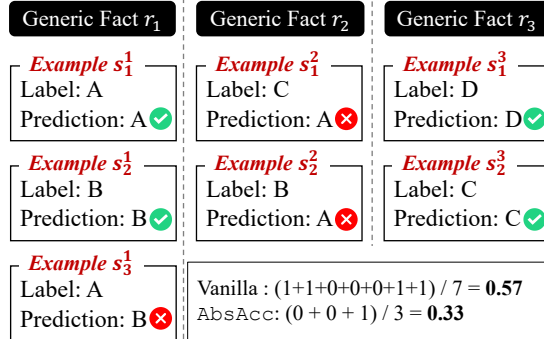 Generic Fact r₁
Example s₁¹
Label: A
Prediction: A
Example s₂¹
Label: B
Prediction: B
Example s₃¹
Label: A
Prediction: B
Generic Fact r₂
Example s₁²
Label: C
Prediction: A
Example s₂²
Label: B
Prediction: A
Generic Fact r₃
Example s₁³
Label: D
Prediction: D
Example s₂³
Label: C
Prediction: C
Vanilla : (1+1+0+0+0+1+1) / 7 = 0.57
AbsAcc: (0 + 0 + 1) / 3 = 0.33